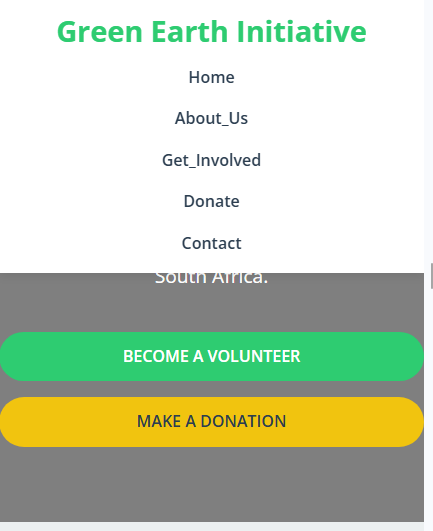 Green Earth Initiative
Home
About_Us
Get_Involved
Donate
Contact
South Africa.
BECOME A VOLUNTEER
MAKE A DONATION